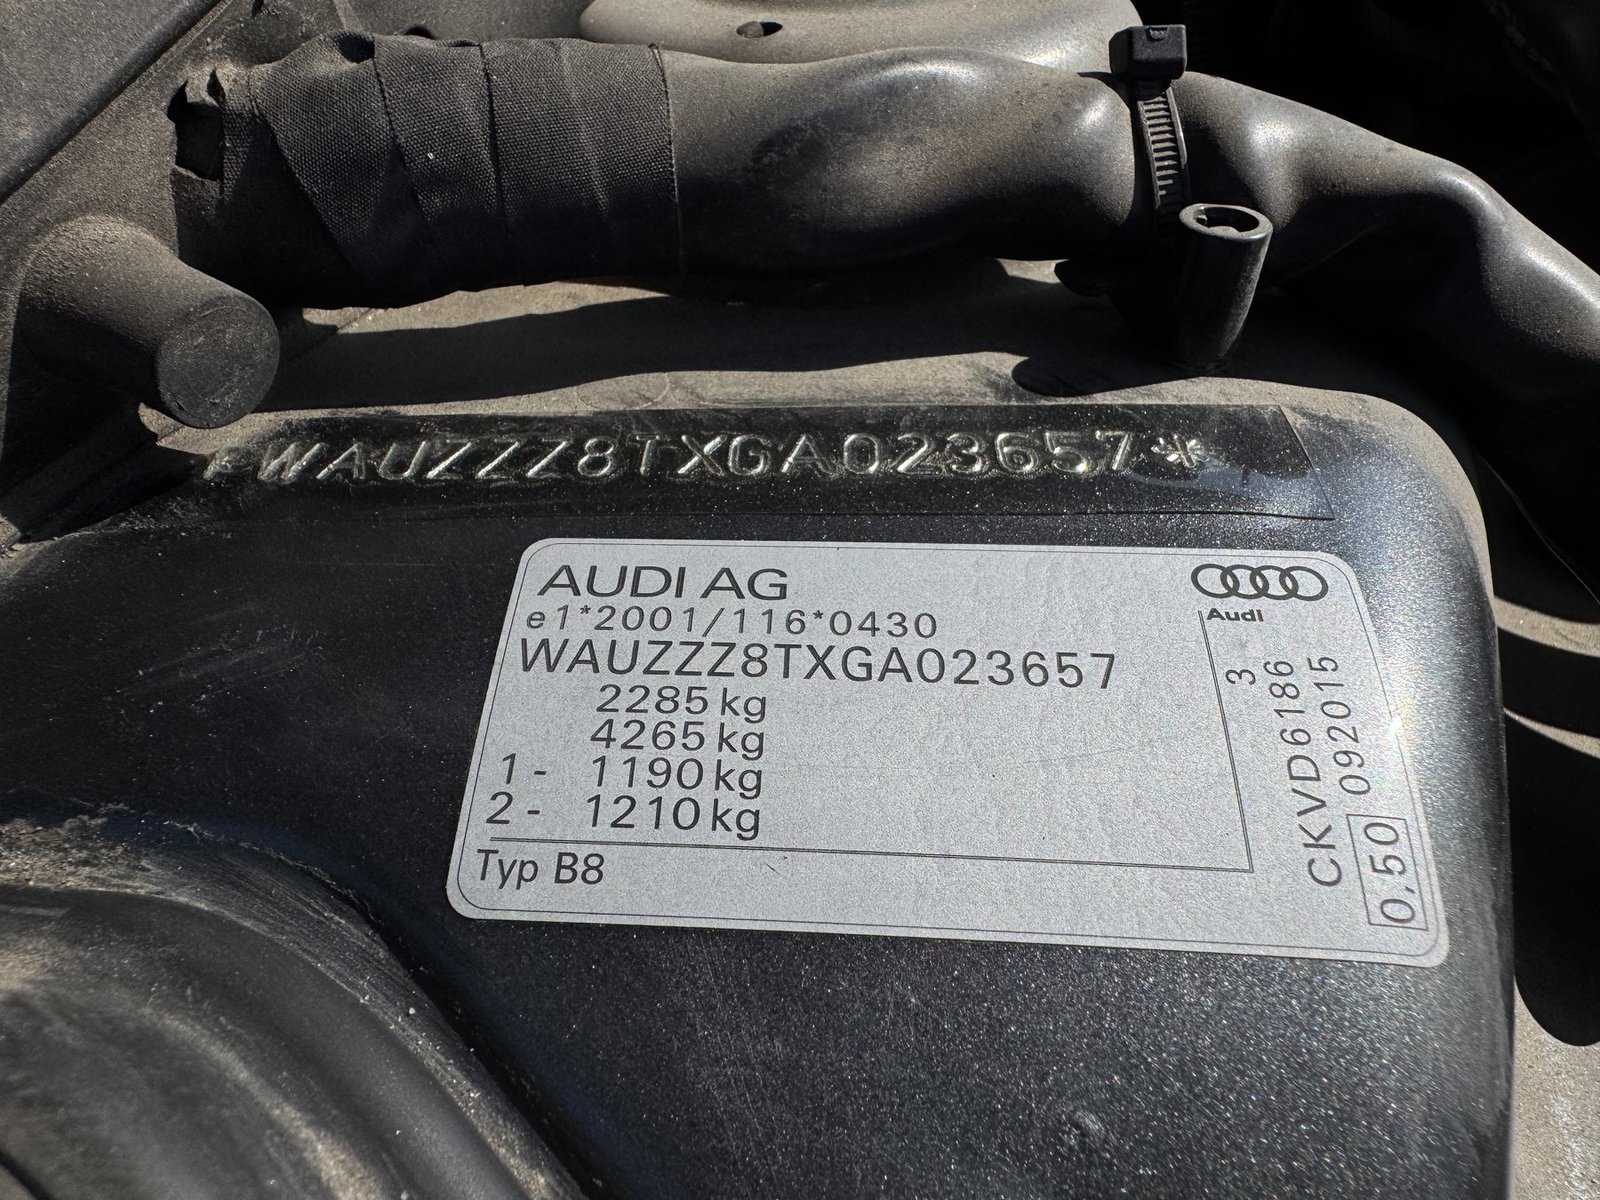 *WAUZZZ8TXGA023657*
AUDI AG
Audi
e1*2001/116*0430
WAUZZZ8TXGA023657
2285 kg
4265 kg
1 - 1190 kg
2 - 1210 kg
Typ B8
3
CKVD6186
092015
0,50